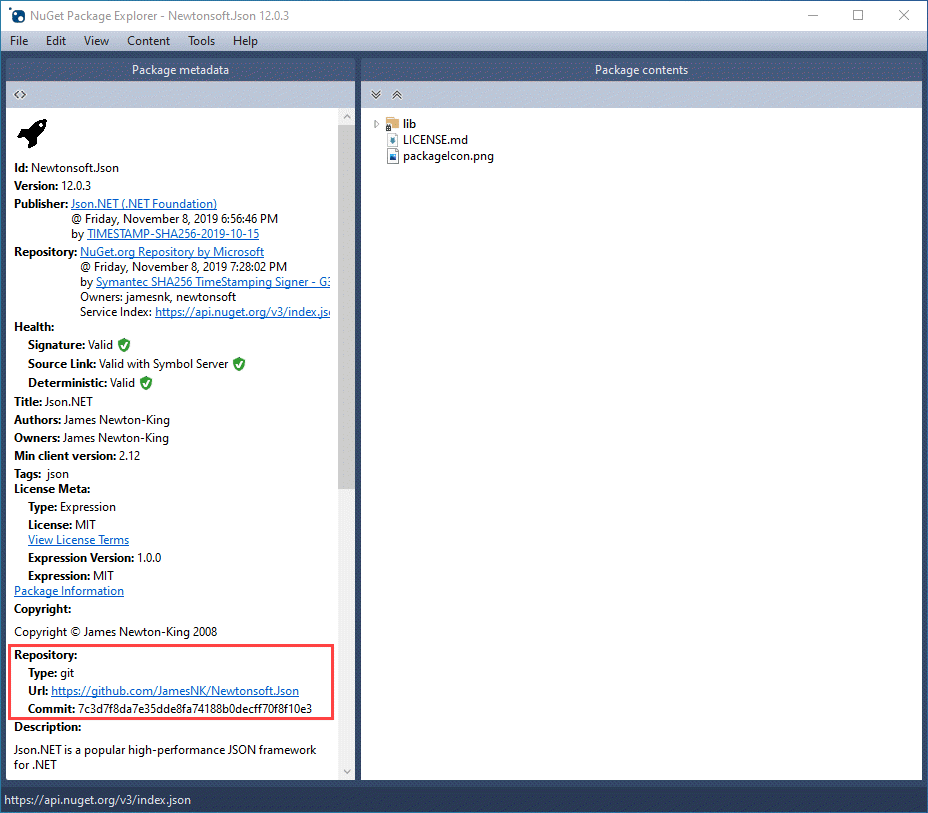 NuGet Package Explorer - Newtonsoft.Json 12.0.3
File Edit View Content Tools Help
Package metadata
Id: Newtonsoft.Json
Version: 12.0.3
Publisher: Json.NET (.NET Foundation)
@ Friday, November 8, 2019 6:56:46 PM
by TIMESTAMP-SHA256-2019-10-15
Repository: NuGet.org Repository by Microsoft
@ Friday, November 8, 2019 7:28:02 PM
by Symantec SHA256 TimeStamping Signer - G3
Owners: jamesnk, newtonsoft
Service Index: https://api.nuget.org/v3/index.js
Health:
Signature: Valid
Source Link: Valid with Symbol Server
Deterministic: Valid
Title: Json.NET
Authors: James Newton-King
Owners: James Newton-King
Min client version: 2.12
Tags: json
License Meta:
Type: Expression
License: MIT
View License Terms
Expression Version: 1.0.0
Expression: MIT
Package Information
Copyright:
Copyright © James Newton-King 2008
Repository:
Type: git
Url: https://github.com/JamesNK/Newtonsoft.Json
Commit: 7c3d7f8da7e35dde8fa74188b0decff70f8f10e3
Description:
Json.NET is a popular high-performance JSON framework
for .NET
Package contents
lib
LICENSE.md
packageIcon.png
https://api.nuget.org/v3/index.json